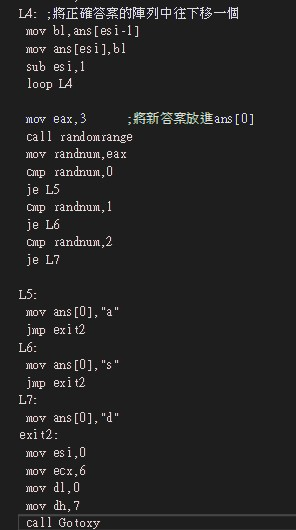 L4: ;將正確答案的陣列中往下移一個
mov bl,ans[esi-1]
mov ans[esi],bl
sub esi,1
loop L4
mov eax,3 ;將新答案放進ans[0]
call randomrange
mov randnum,eax
cmp randnum,0
je L5
cmp randnum,1
je L6
cmp randnum,2
je L7
L5:
mov ans[0],"a"
jmp exit2
L6:
mov ans[0],"s"
jmp exit2
L7:
mov ans[0],"d"
exit2:
mov esi,0
mov ecx,6
mov dl,0
mov dh,7
call Gotoxy